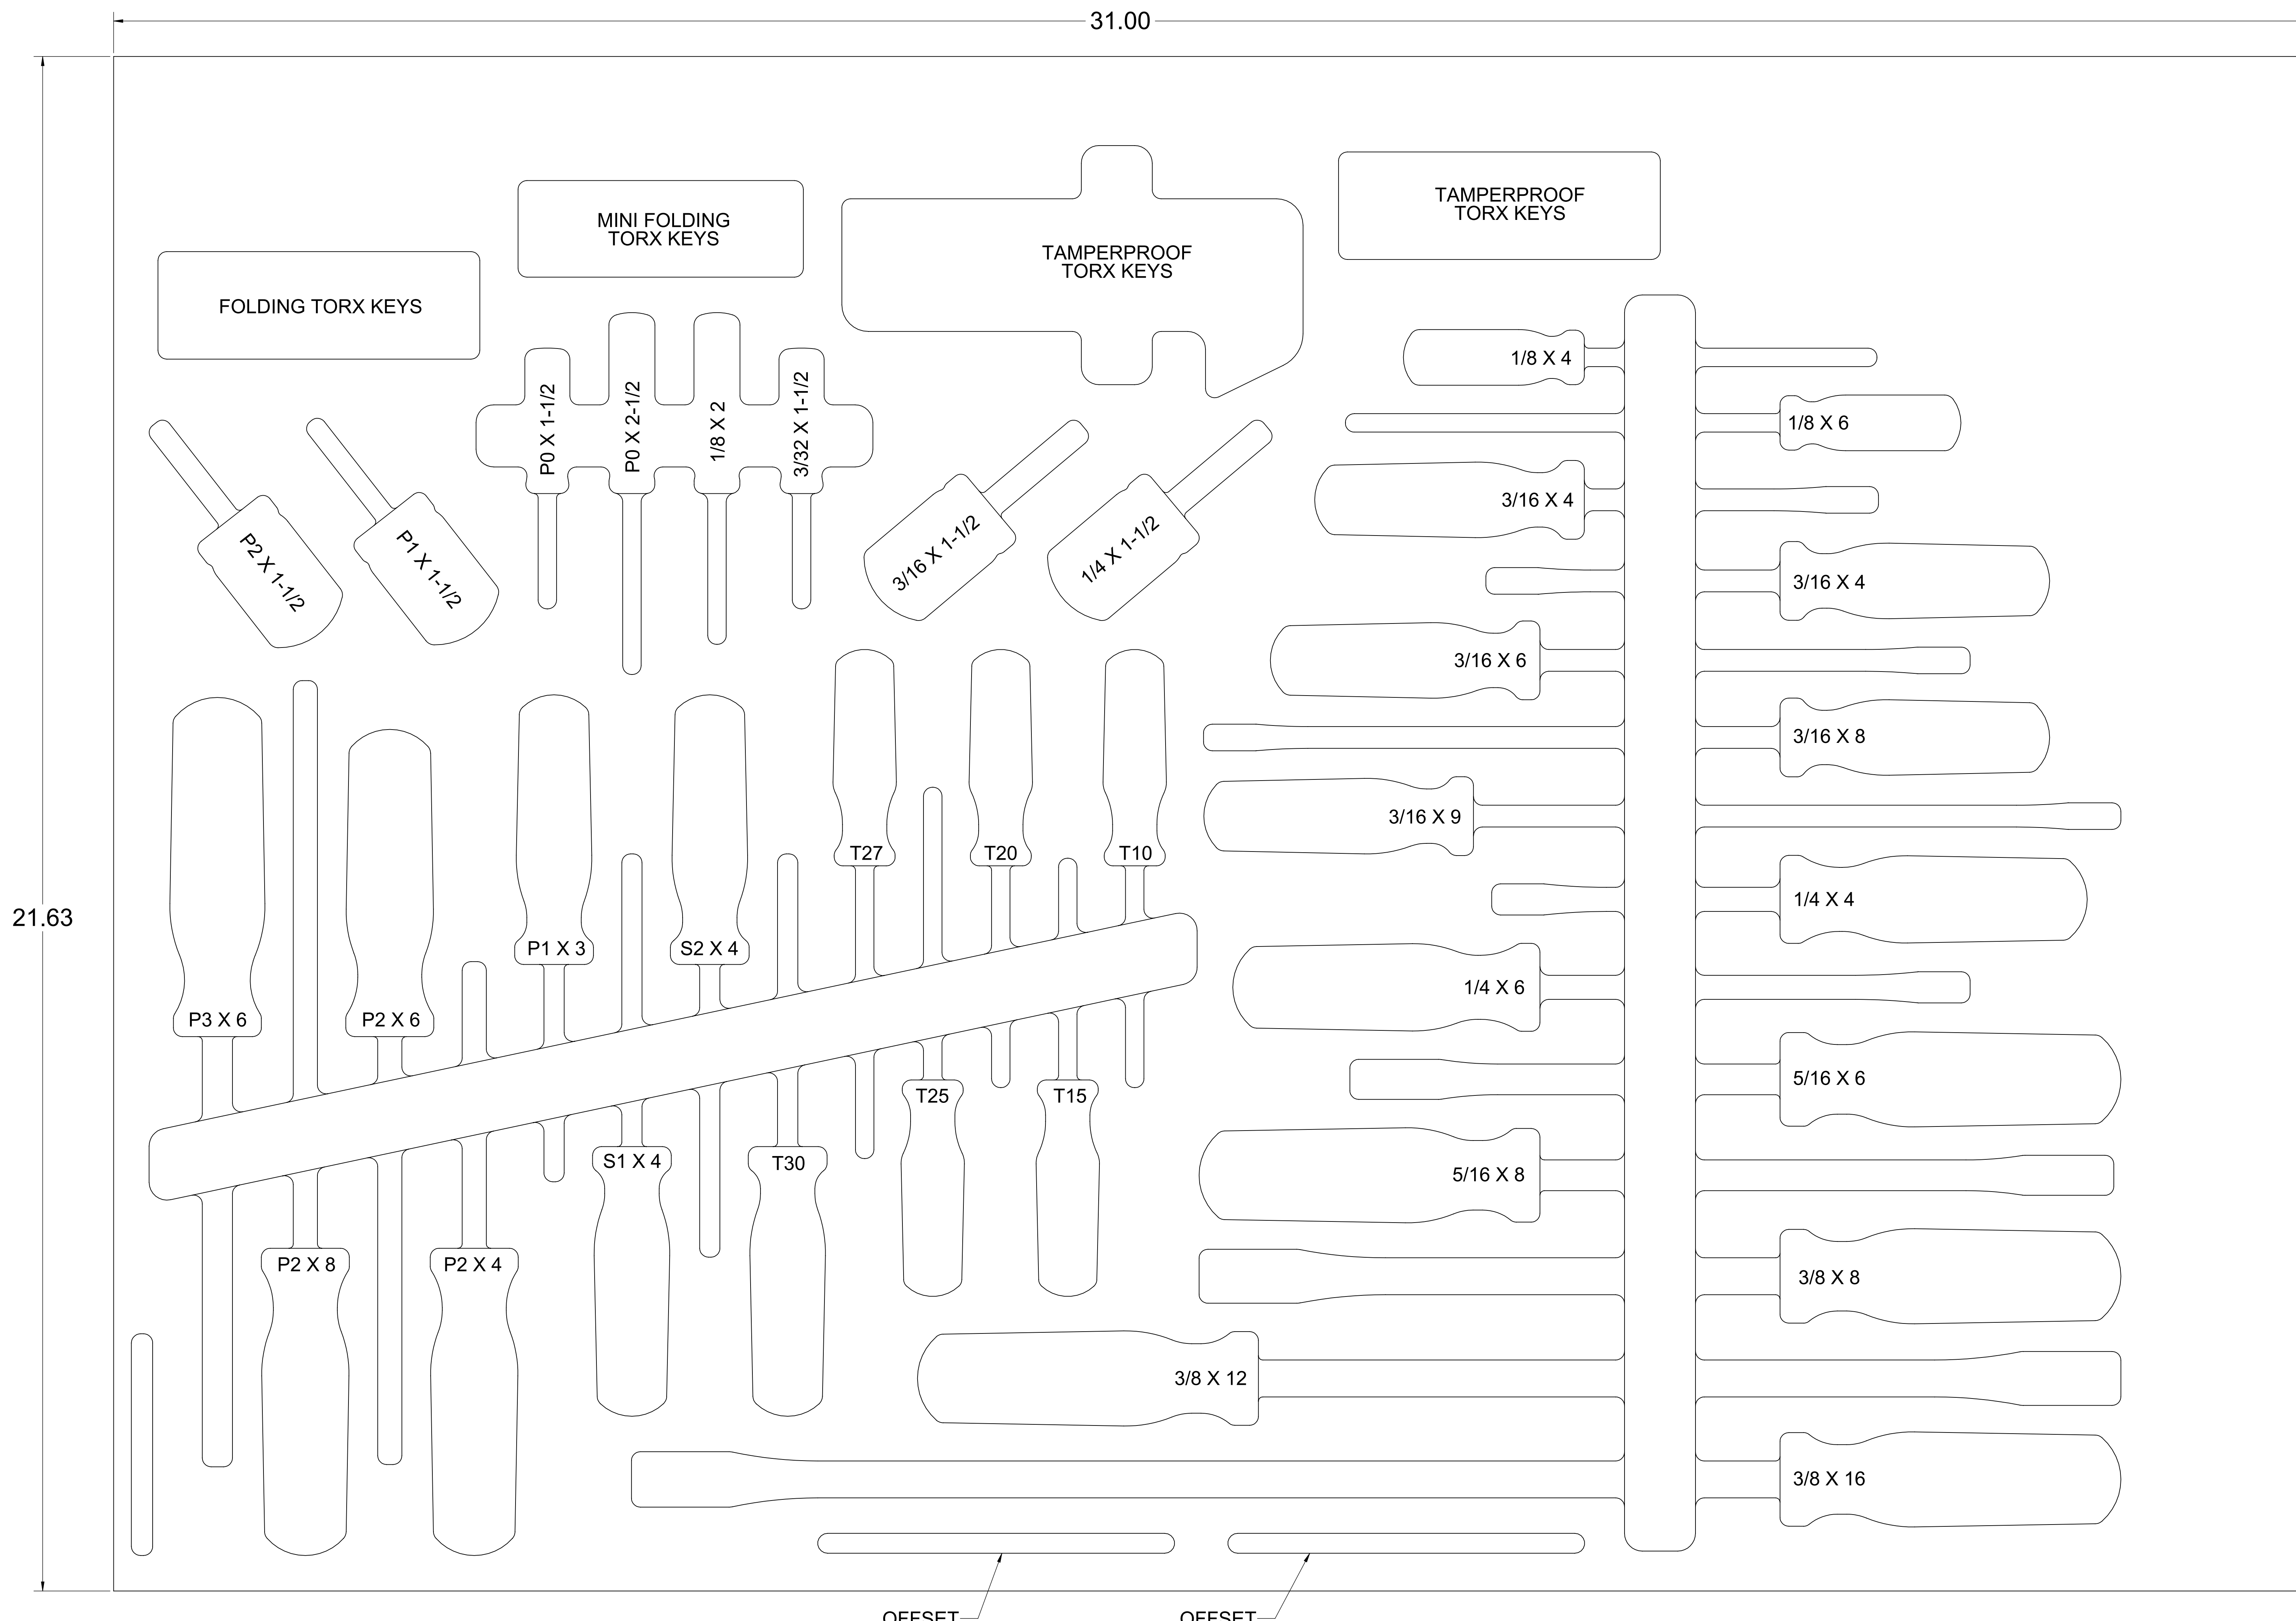 31.00
21.63
MINI FOLDING
TORX KEYS
TAMPERPROOF
TORX KEYS
TAMPERPROOF
TORX KEYS
FOLDING TORX KEYS
P0 X 1-1/2
P0 X 2-1/2
1/8 X 2
3/32 X 1-1/2
P2 X 1-1/2
P1 X 1-1/2
3/16 X 1-1/2
1/4 X 1-1/2
1/8 X 4
1/8 X 6
3/16 X 4
3/16 X 4
3/16 X 6
3/16 X 8
3/16 X 9
1/4 X 4
1/4 X 6
5/16 X 6
5/16 X 8
3/8 X 8
3/8 X 12
3/8 X 16
T27
T20
T10
P1 X 3
S2 X 4
P3 X 6
P2 X 6
T25
T15
S1 X 4
T30
P2 X 8
P2 X 4
OFFSET
OFFSET